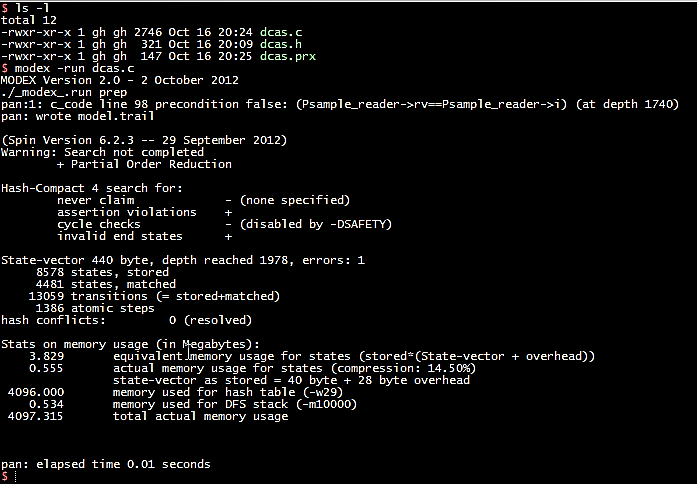 $ ls -l
total 12
-rwxr-xr-x 1 gh gh 2746 Oct 16 20:24 dcas.c
-rwxr-xr-x 1 gh gh  321 Oct 16 20:09 dcas.h
-rwxr-xr-x 1 gh gh  147 Oct 16 20:25 dcas.prx
$ modex -run dcas.c
MODEX Version 2.0 - 2 October 2012
./_modex_.run prep
pan:1: c_code line 98 precondition false: (Psample_reader->rv==Psample_reader->i) (at depth 1740)
pan: wrote model.trail

(Spin Version 6.2.3 -- 29 September 2012)
Warning: Search not completed
        + Partial Order Reduction

Hash-Compact 4 search for:
        never claim             - (none specified)
        assertion violations    +
        cycle checks            - (disabled by -DSAFETY)
        invalid end states      +

State-vector 440 byte, depth reached 1978, errors: 1
     8578 states, stored
     4481 states, matched
    13059 transitions (= stored+matched)
     1386 atomic steps
hash conflicts:         0 (resolved)

Stats on memory usage (in Megabytes):
    3.829       equivalent memory usage for states (stored*(State-vector + overhead))
    0.555       actual memory usage for states (compression: 14.50%)
                state-vector as stored = 40 byte + 28 byte overhead
 4096.000       memory used for hash table (-w29)
    0.534       memory used for DFS stack (-m10000)
 4097.315       total actual memory usage

pan: elapsed time 0.01 seconds
$